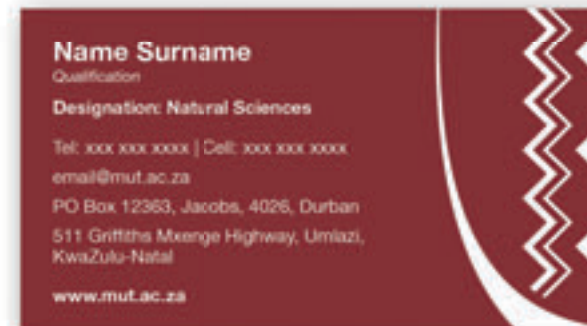 Name Surname
Qualification
Designation: Natural Sciences
Tel: xxx xxx xxxx | Cell: xxx xxx xxxx
email@mut.ac.za
PO Box 12363, Jacobs, 4026, Durban
511 Griffiths Mxenge Highway, Umlazi,
KwaZulu-Natal
www.mut.ac.za